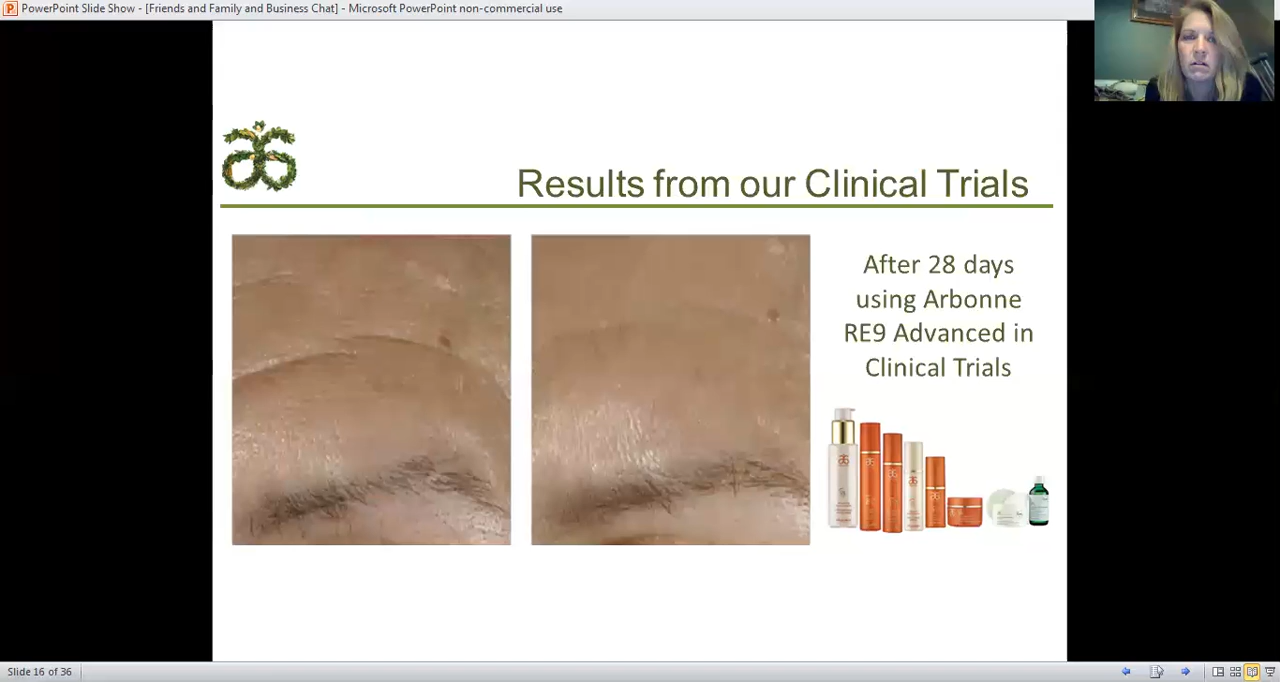 PowerPoint Slide Show - [Friends and Family and Business Chat] - Microsoft PowerPoint non-commercial use
Results from our Clinical Trials
After 28 days
using Arbonne
RE9 Advanced in
Clinical Trials
Slide 16 of 36